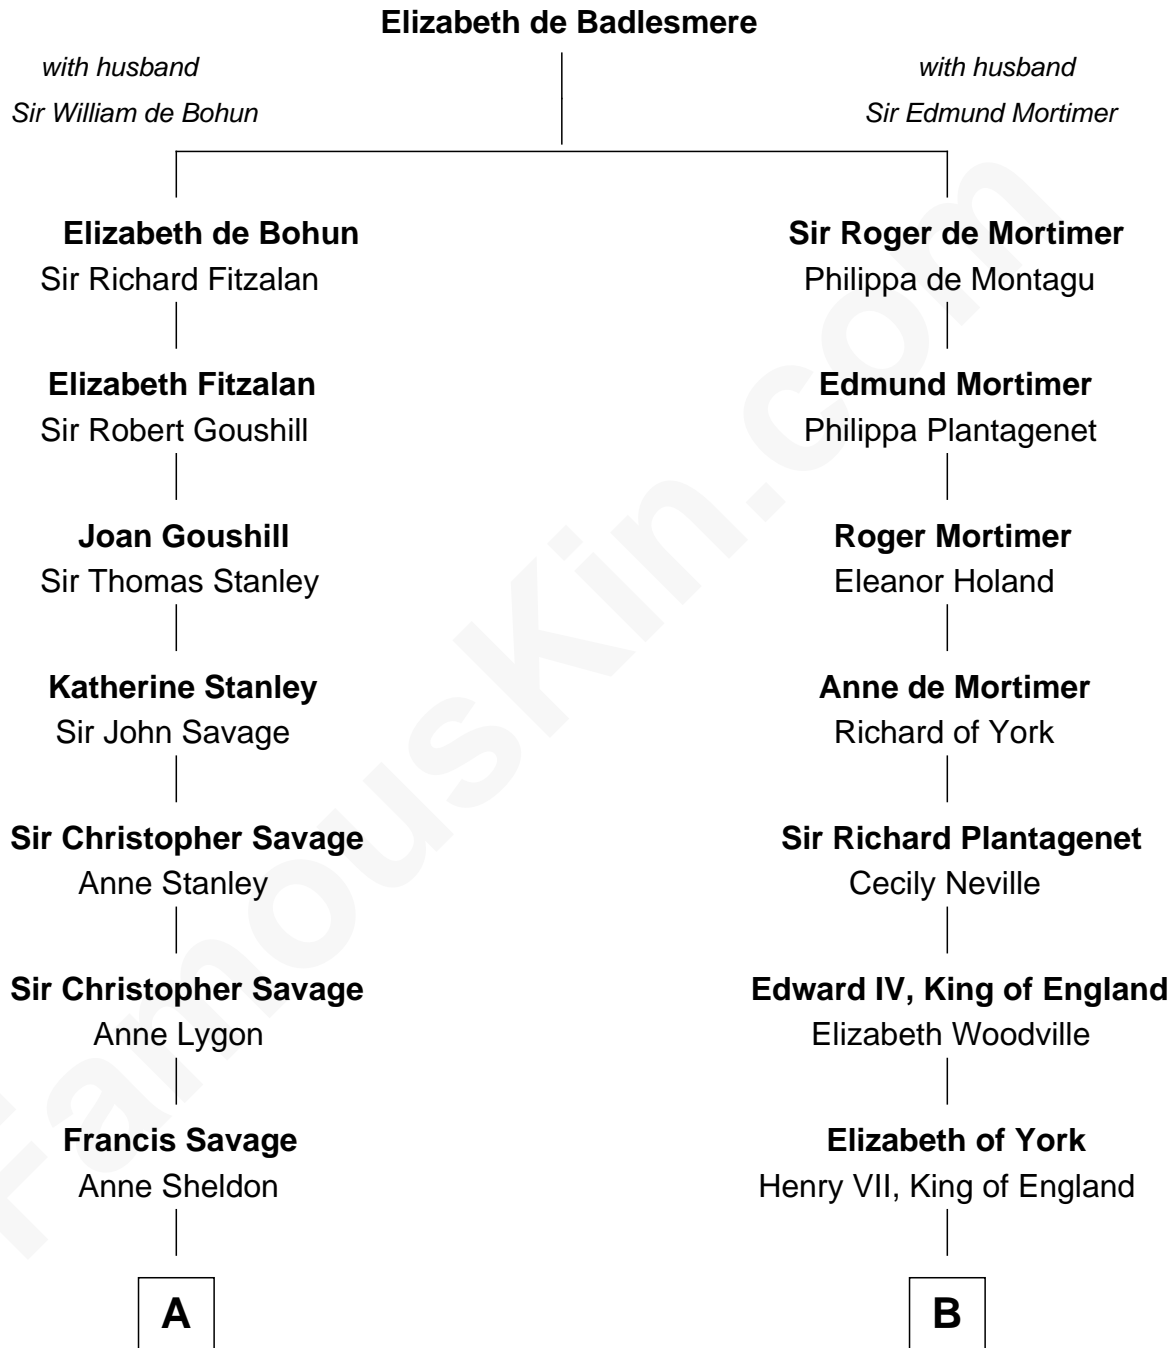 Elizabeth de Badlesmere
with husband
Sir William de Bohun
with husband
Sir Edmund Mortimer
Elizabeth de Bohun
Sir Richard Fitzalan
Sir Roger de Mortimer
Philippa de Montagu
Elizabeth Fitzalan
Sir Robert Goushill
Edmund Mortimer
Philippa Plantagenet
Joan Goushill
Sir Thomas Stanley
Roger Mortimer
Eleanor Holand
Katherine Stanley
Sir John Savage
Anne de Mortimer
Richard of York
Sir Christopher Savage
Anne Stanley
Sir Richard Plantagenet
Cecily Neville
Sir Christopher Savage
Anne Lygon
Edward IV, King of England
Elizabeth Woodville
Francis Savage
Anne Sheldon
Elizabeth of York
Henry VII, King of England
A
B
FamousKin.com